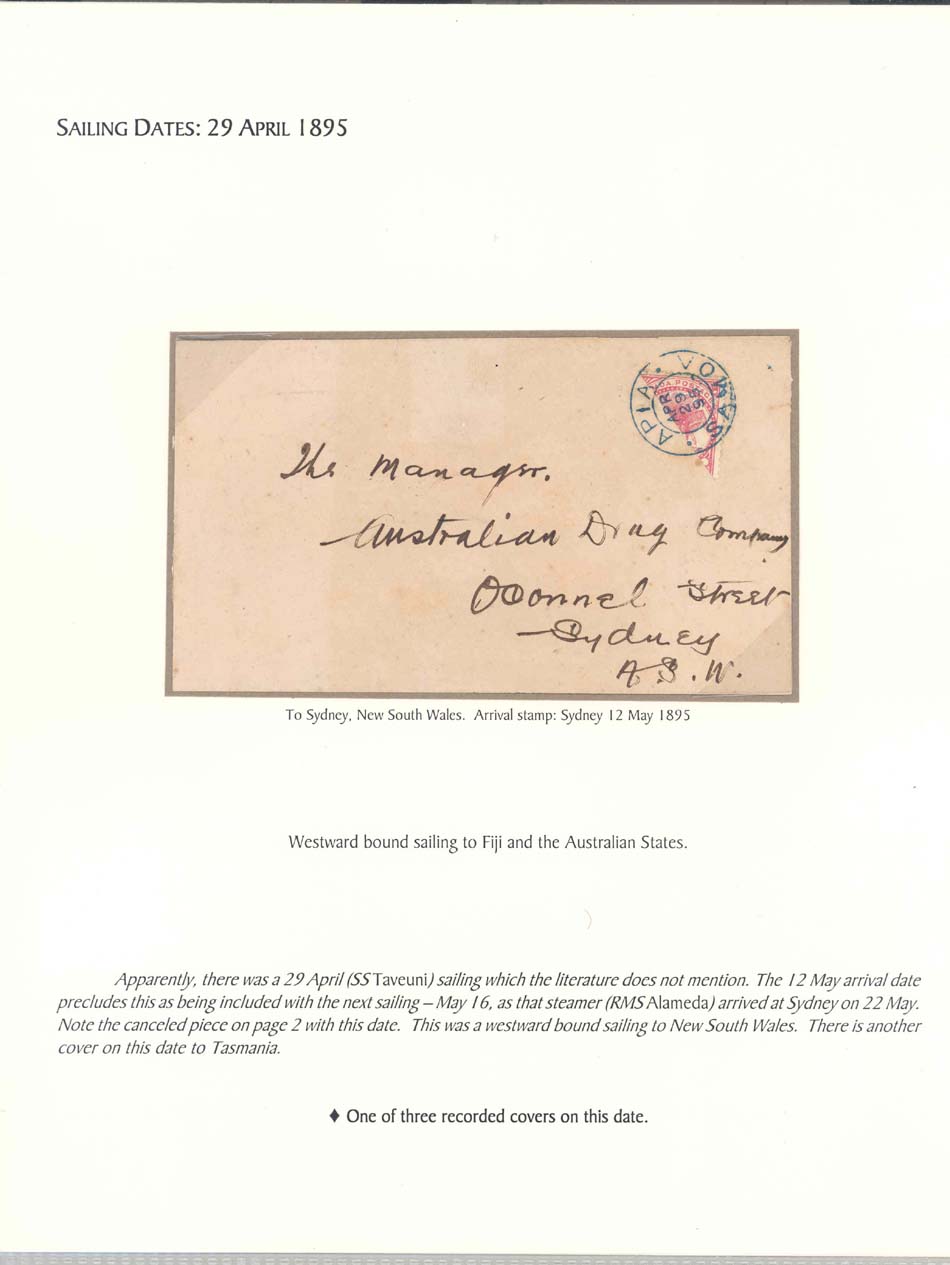 SAILING DATES: 29 APRIL 1895
APIA. SAMOA.
APR
29
95
A POSTAG
The Manager.
Australian Drug Company
OConnel Street
Sydney
N.S.W.
To Sydney, New South Wales. Arrival stamp: Sydney 12 May 1895
Westward bound sailing to Fiji and the Australian States.
Apparently, there was a 29 April (SS Taveuni) sailing which the literature does not mention. The 12 May arrival date
precludes this as being included with the next sailing – May 16, as that steamer (RMS Alameda) arrived at Sydney on 22 May.
Note the canceled piece on page 2 with this date. This was a westward bound sailing to New South Wales. There is another
cover on this date to Tasmania.
♦ One of three recorded covers on this date.